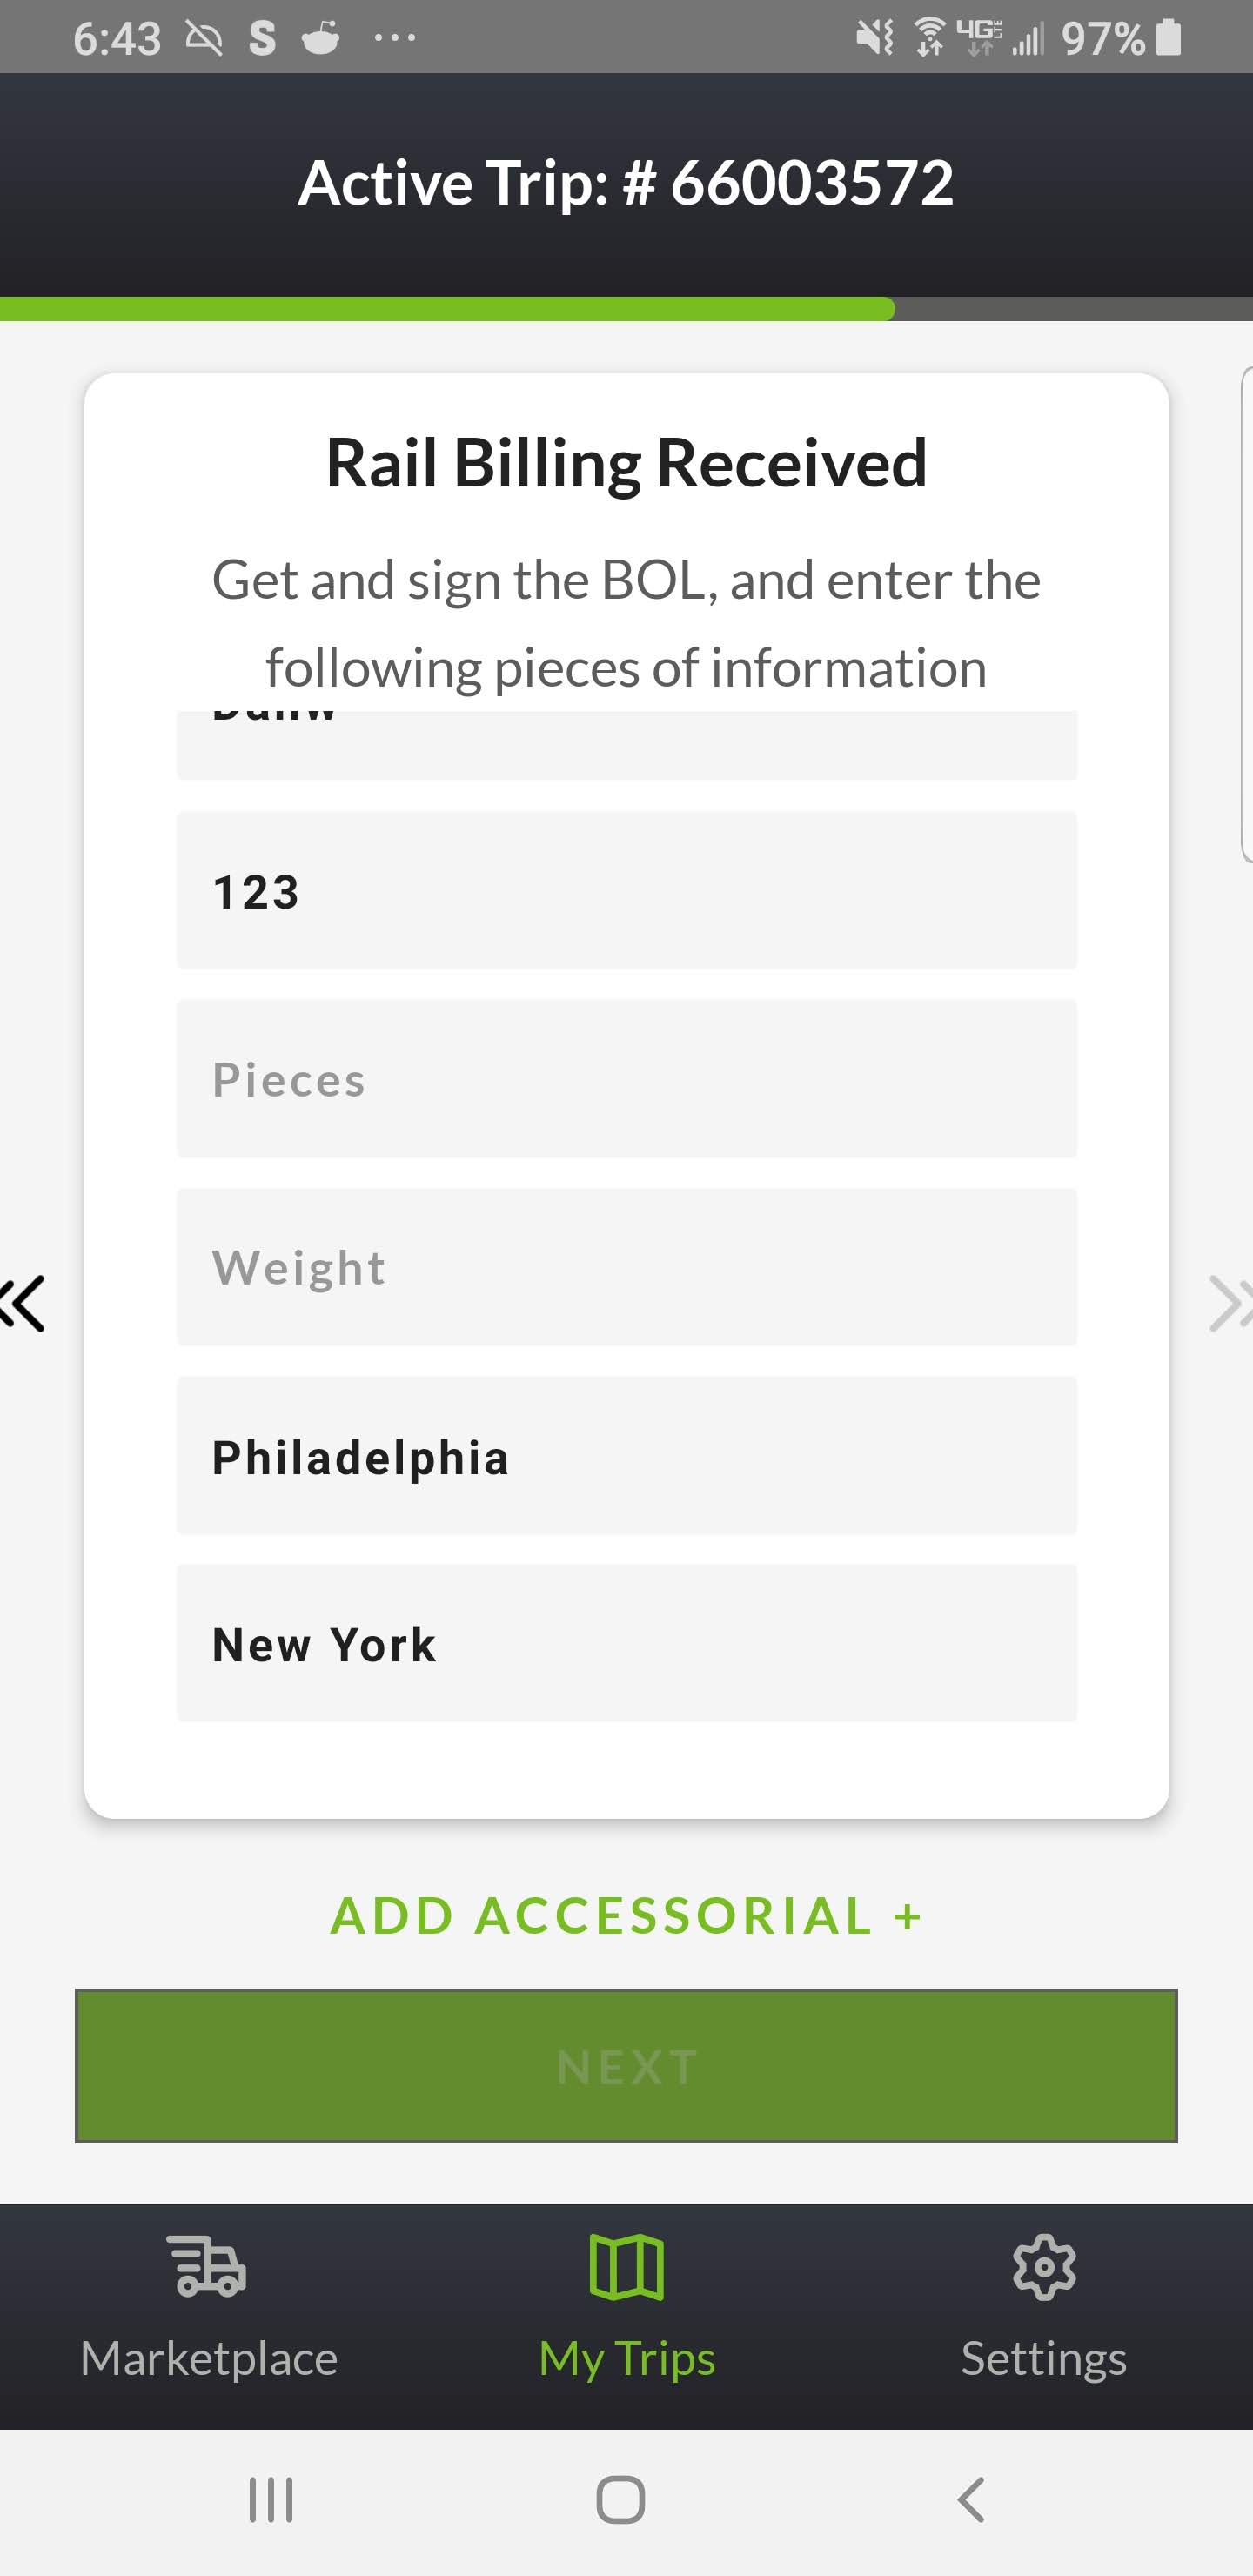 6:43 S ... 4G LTE 97%
Active Trip: # 66003572
Rail Billing Received
Get and sign the BOL, and enter the
following pieces of information
123
Pieces
Weight
Philadelphia
New York
ADD ACCESSORIAL +
NEXT
Marketplace My Trips Settings